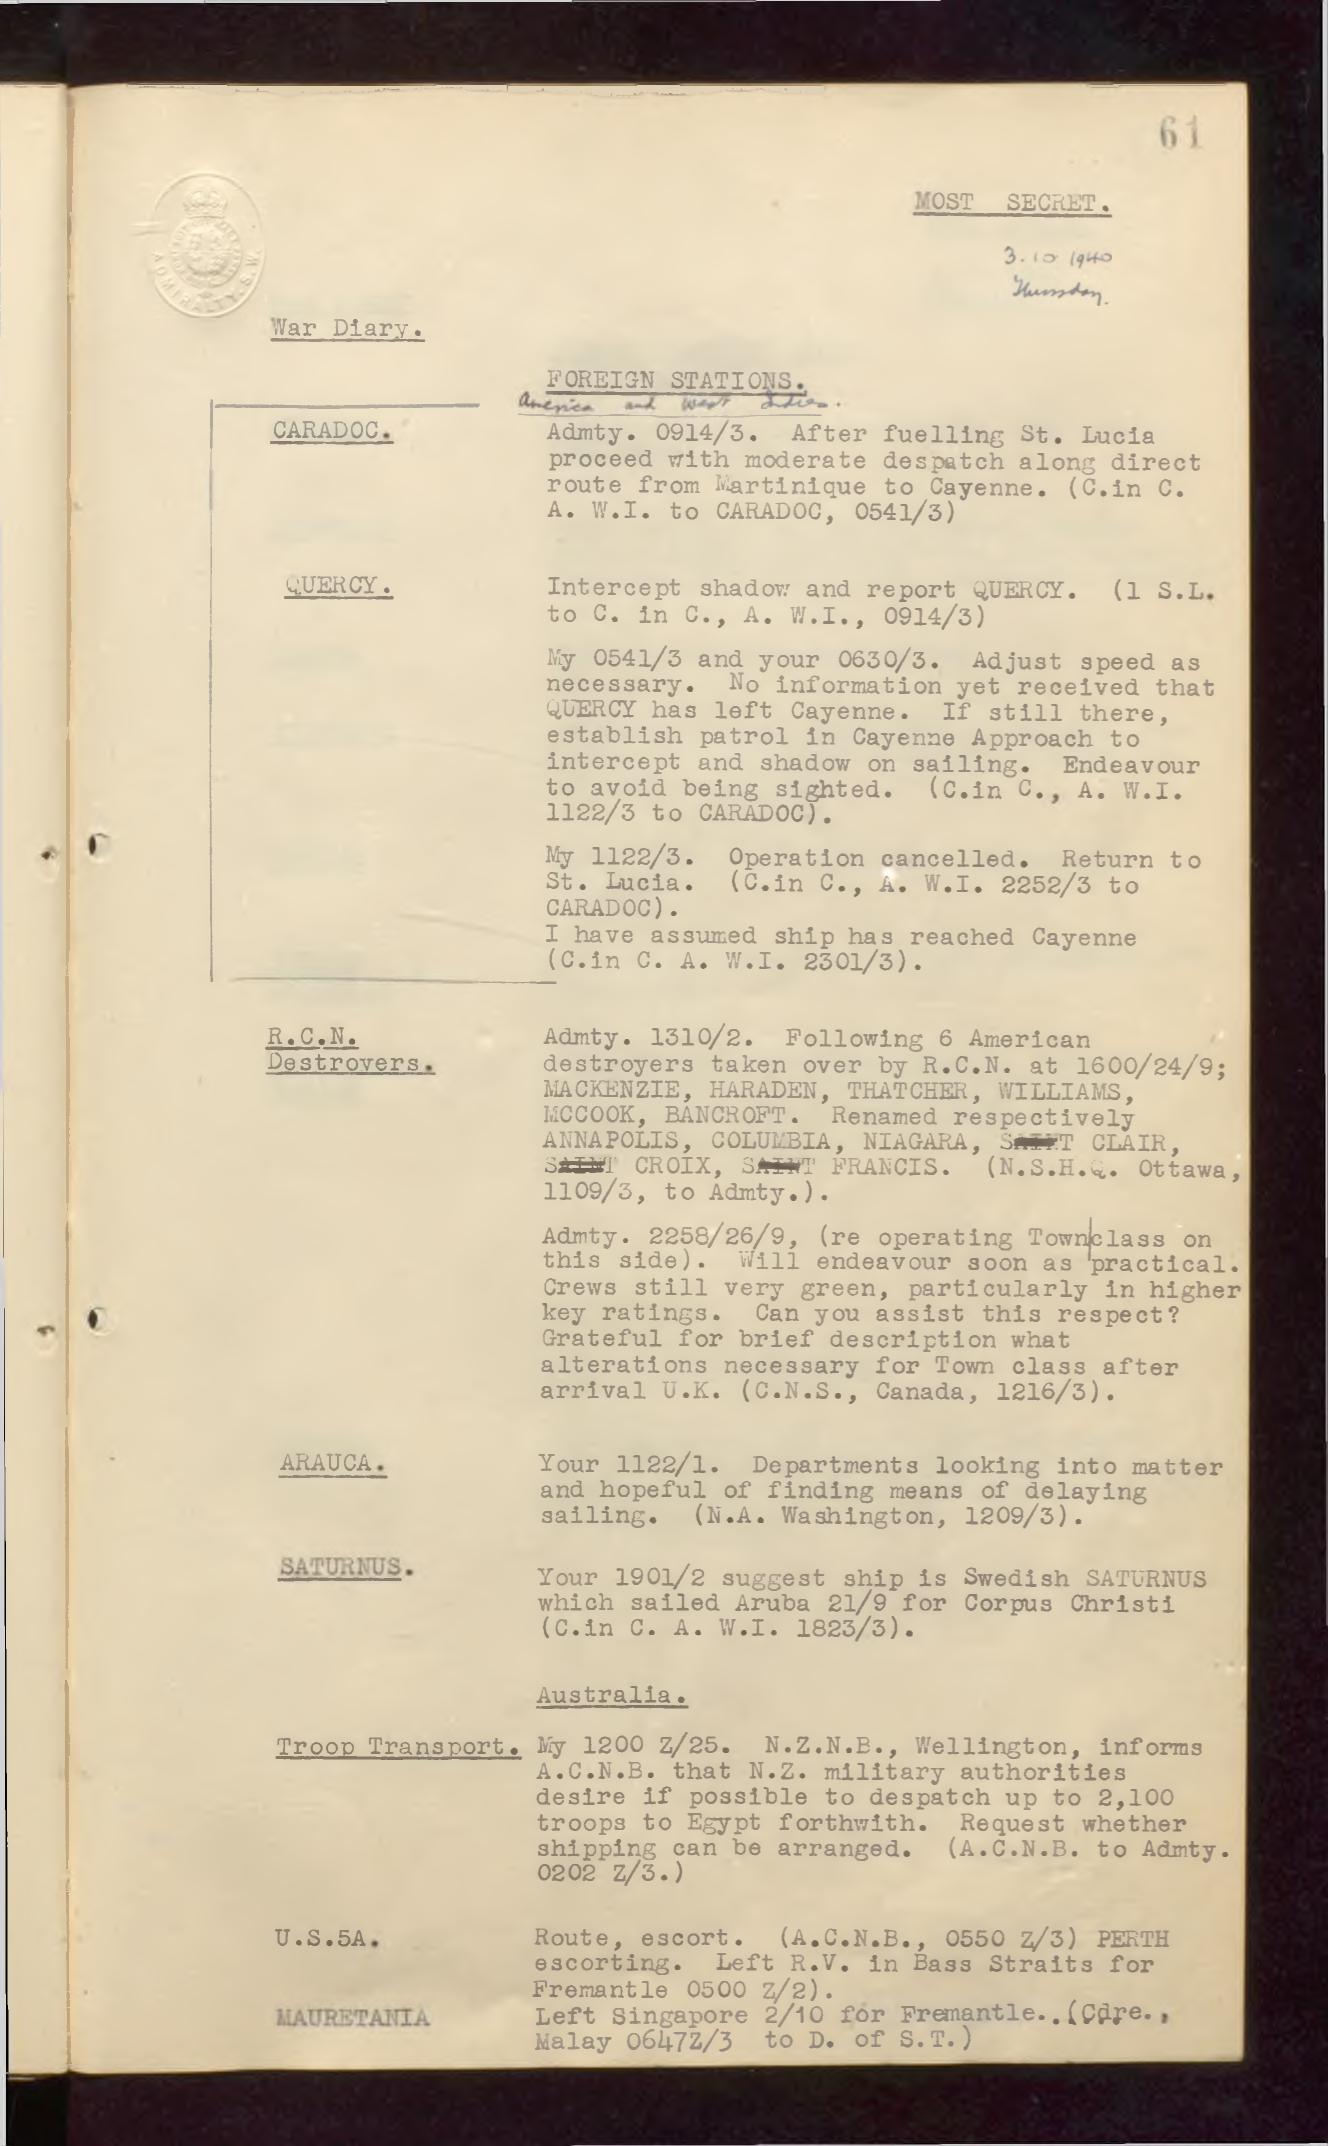 61
MOST SECRET.
3.10 1940
Thursday.
ADMIRALTY. S.W.
War Diary.
FOREIGN STATIONS.
America and West Indies.
CARADOC. Admty. 0914/3. After fuelling St. Lucia
proceed with moderate despatch along direct
route from Martinique to Cayenne. (C.in C.
A. W.I. to CARADOC, 0541/3)
QUERCY. Intercept shadow and report QUERCY. (1 S.L.
to C. in C., A. W.I., 0914/3)
My 0541/3 and your 0630/3. Adjust speed as
necessary. No information yet received that
QUERCY has left Cayenne. If still there,
establish patrol in Cayenne Approach to
intercept and shadow on sailing. Endeavour
to avoid being sighted. (C.in C., A. W.I.
1122/3 to CARADOC).
My 1122/3. Operation cancelled. Return to
St. Lucia. (C.in C., A. W.I. 2252/3 to
CARADOC).
I have assumed ship has reached Cayenne
(C.in C. A. W.I. 2301/3).
R.C.N. Admty. 1310/2. Following 6 American
Destroyers. destroyers taken over by R.C.N. at 1600/24/9;
MACKENZIE, HARADEN, THATCHER, WILLIAMS,
MCCOOK, BANCROFT. Renamed respectively
ANNAPOLIS, COLUMBIA, NIAGARA, SAINT CLAIR,
SAINT CROIX, SAINT FRANCIS. (N.S.H.Q. Ottawa,
1109/3, to Admty.).
Admty. 2258/26/9, (re operating Town|class on
this side). Will endeavour soon as practical.
Crews still very green, particularly in higher
key ratings. Can you assist this respect?
Grateful for brief description what
alterations necessary for Town class after
arrival U.K. (C.N.S., Canada, 1216/3).
ARAUCA. Your 1122/1. Departments looking into matter
and hopeful of finding means of delaying
sailing. (N.A. Washington, 1209/3).
SATURNUS. Your 1901/2 suggest ship is Swedish SATURNUS
which sailed Aruba 21/9 for Corpus Christi
(C.in C. A. W.I. 1823/3).
Australia.
Troop Transport. My 1200 Z/25. N.Z.N.B., Wellington, informs
A.C.N.B. that N.Z. military authorities
desire if possible to despatch up to 2,100
troops to Egypt forthwith. Request whether
shipping can be arranged. (A.C.N.B. to Admty.
0202 Z/3.)
U.S.5A. Route, escort. (A.C.N.B., 0550 Z/3) PERTH
escorting. Left R.V. in Bass Straits for
Fremantle 0500 Z/2).
MAURETANIA Left Singapore 2/10 for Fremantle..(Cdre.,
Malay 0647Z/3 to D. of S.T.)